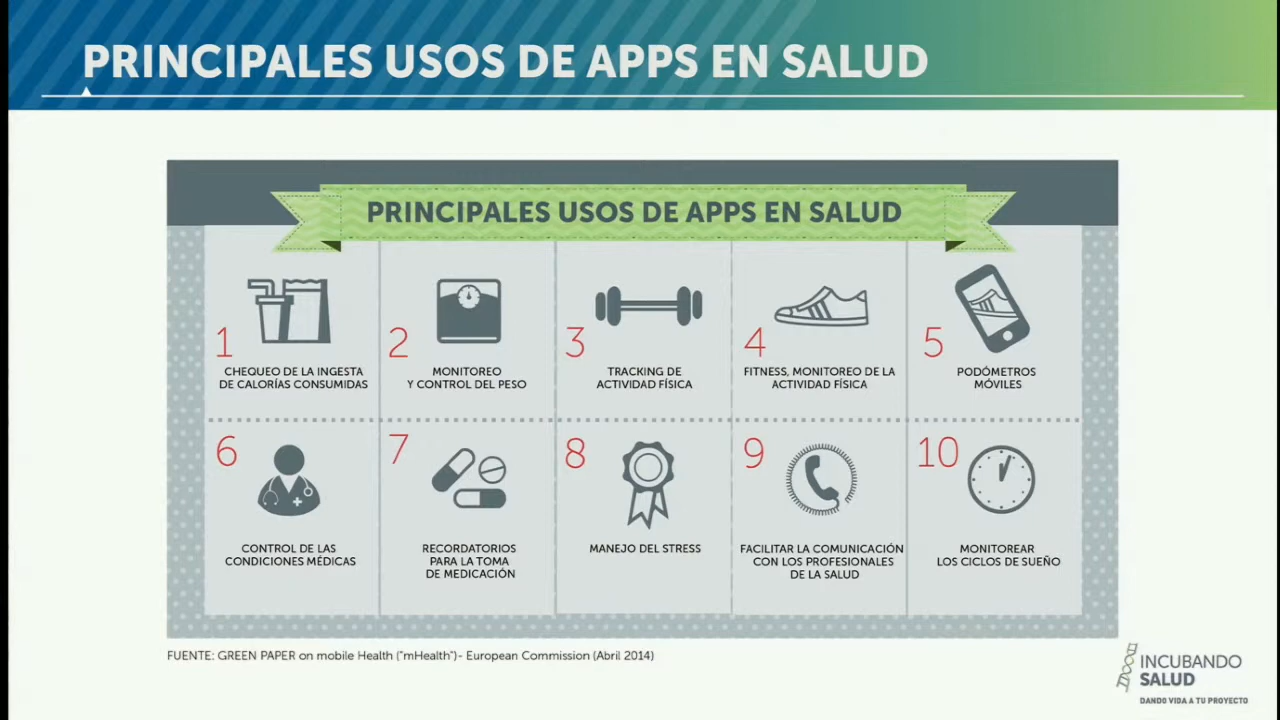 PRINCIPALES USOS DE APPS EN SALUD
PRINCIPALES USOS DE APPS EN SALUD
1
CHEQUEO DE LA INGESTA
DE CALORÍAS CONSUMIDAS
2
MONITOREO
Y CONTROL DEL PESO
3
TRACKING DE
ACTIVIDAD FÍSICA
4
FITNESS, MONITOREO DE LA
ACTIVIDAD FÍSICA
5
PODÓMETROS
MÓVILES
6
CONTROL DE LAS
CONDICIONES MÉDICAS
7
RECORDATORIOS
PARA LA TOMA
DE MEDICACIÓN
8
MANEJO DEL STRESS
9
FACILITAR LA COMUNICACIÓN
CON LOS PROFESIONALES
DE LA SALUD
10
MONITOREAR
LOS CICLOS DE SUEÑO
FUENTE: GREEN PAPER on mobile Health ("mHealth")- European Commission (Abril 2014)
INCUBANDO
SALUD
DANDO VIDA A TU PROYECTO